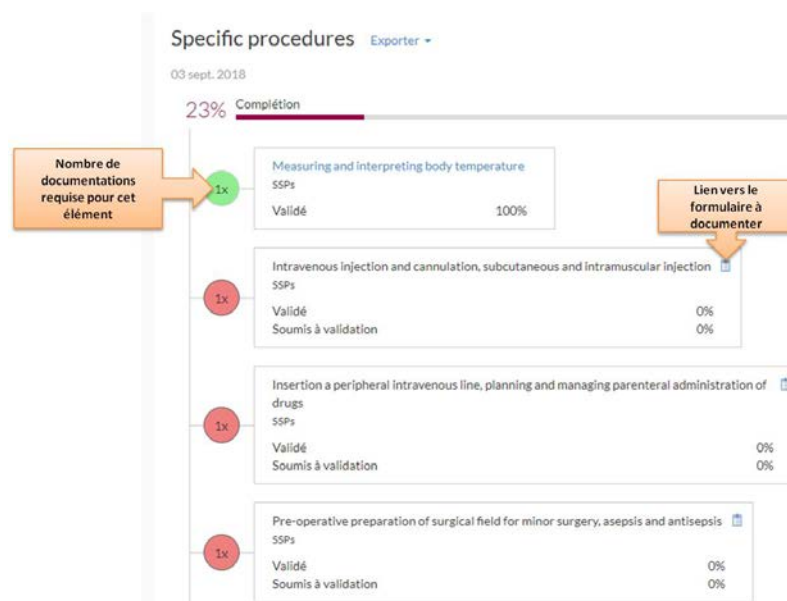 Specific procedures Exporter
03 sept. 2018
23% Complétion
Nombre de
documentations
requise pour cet
élément
1x
Measuring and interpreting body temperature
SSPs
Validé 100%
Lien vers le
formulaire à
documenter
1x
Intravenous injection and cannulation, subcutaneous and intramuscular injection
SSPs
Validé 0%
Soumis à validation 0%
1x
Insertion a peripheral intravenous line, planning and managing parenteral administration of
drugs
SSPs
Validé 0%
Soumis à validation 0%
1x
Pre-operative preparation of surgical field for minor surgery, asepsis and antisepsis
SSPs
Validé 0%
Soumis à validation 0%